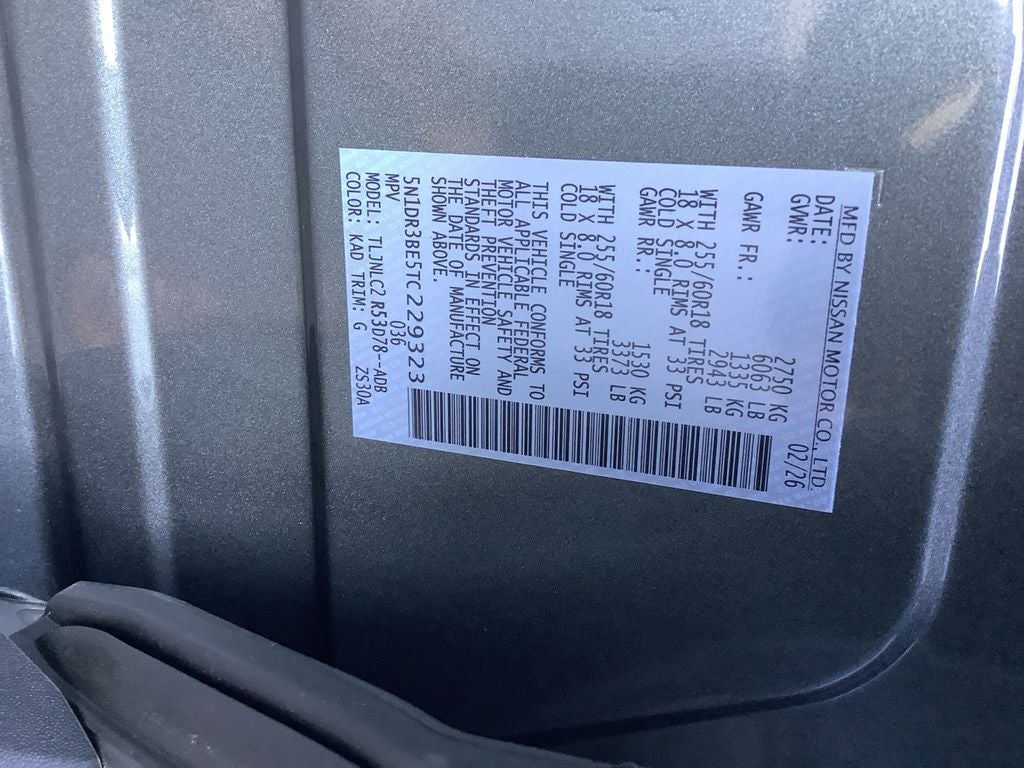 MFD BY NISSAN MOTOR CO., LTD.
DATE: 02/26
GVWR: 2750 KG
6063 LB
GAWR FR.: 1335 KG
2943 LB
WITH 255/60R18 TIRES
18 X 8.0 RIMS AT 33 PSI
COLD SINGLE
GAWR RR.: 1530 KG
3373 LB
WITH 255/60R18 TIRES
18 X 8.0 RIMS AT 33 PSI
COLD SINGLE
THIS VEHICLE CONFORMS TO
ALL APPLICABLE FEDERAL
MOTOR VEHICLE SAFETY AND
THEFT PREVENTION
STANDARDS IN EFFECT ON
THE DATE OF MANUFACTURE
SHOWN ABOVE.
5N1DR3BE5TC229323
MPV 036
MODEL: TLJNLC2 R53D78--ADB
COLOR: KAD TRIM: G ZS30A